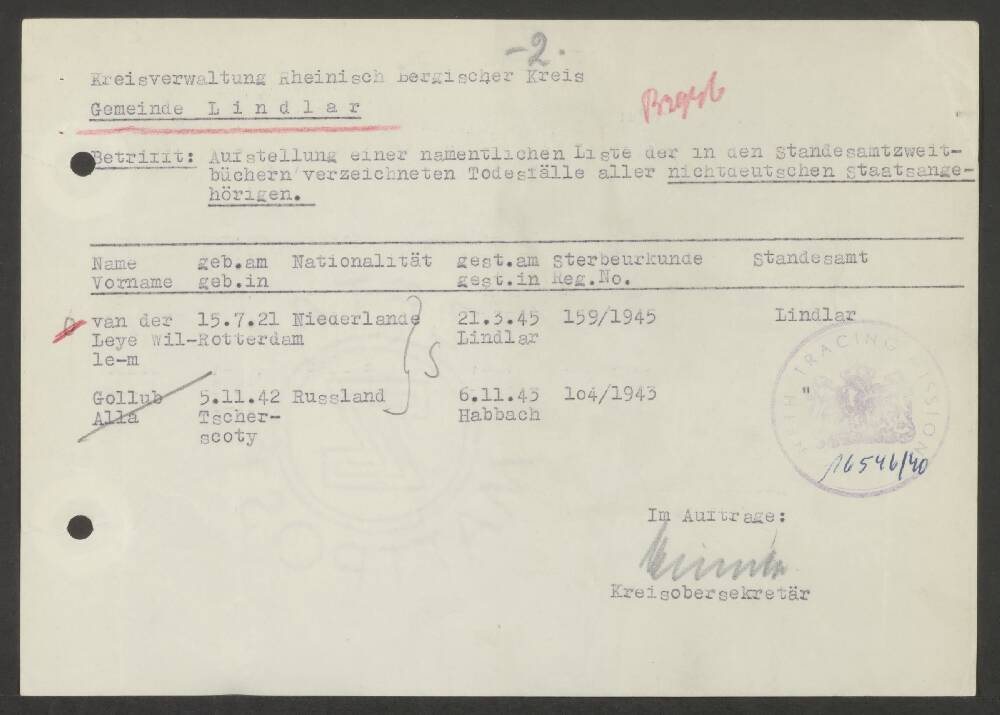 - 2.
Kreisverwaltung Rheinisch Bergischer Kreis
Gemeinde L i n d l a r
Betrifft: Aufstellung einer namentlichen Liste der in den Standesamtzweit-
büchern verzeichneten Todesfälle aller nichtdeutschen Staatsange-
hörigen.
Name geb.am Nationalität gest.am Sterbeurkunde Standesamt
Vorname geb.in gest.in Reg.No.
van der 15.7.21 Niederlande 21.3.45 159/1945 Lindlar
Leye Wil-Rotterdam Lindlar
le-m
Gollub 5.11.42 Russland 6.11.43 1o4/1943 "
Alla Tscher- Habbach
scoty
S
TRACING MISSION
16546/40
Im Auftrage:
Kreisobersekretär